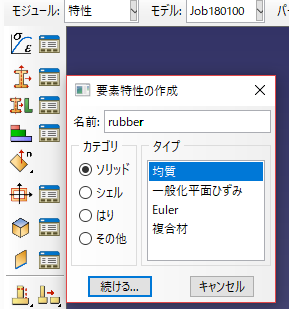 モジュール: 特性 モデル: Job180100 パー
要素特性の作成
名前: rubber
カテゴリ タイプ
ソリッド 均質
シェル 一般化平面ひずみ
はり Euler
その他 複合材
続ける... キャンセル